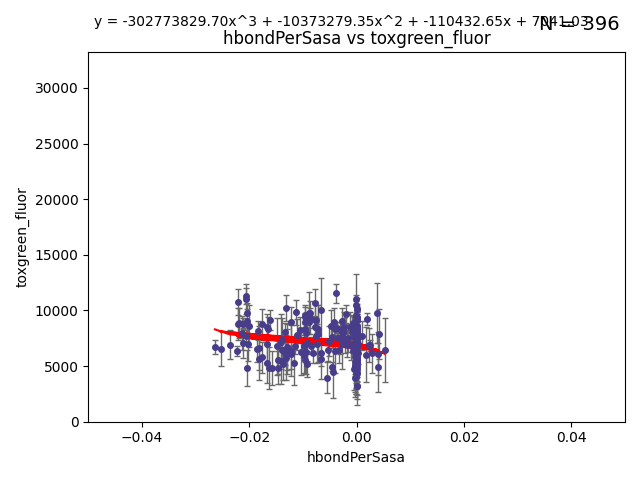 y = -302773829.70x^3 + -10373279.35x^2 + -110432.65x + 7041.03
N = 396
hbondPerSasa vs toxgreen_fluor
30000
25000
20000
15000
10000
5000
0
toxgreen_fluor
−0.04
−0.02
0.00
0.02
0.04
hbondPerSasa